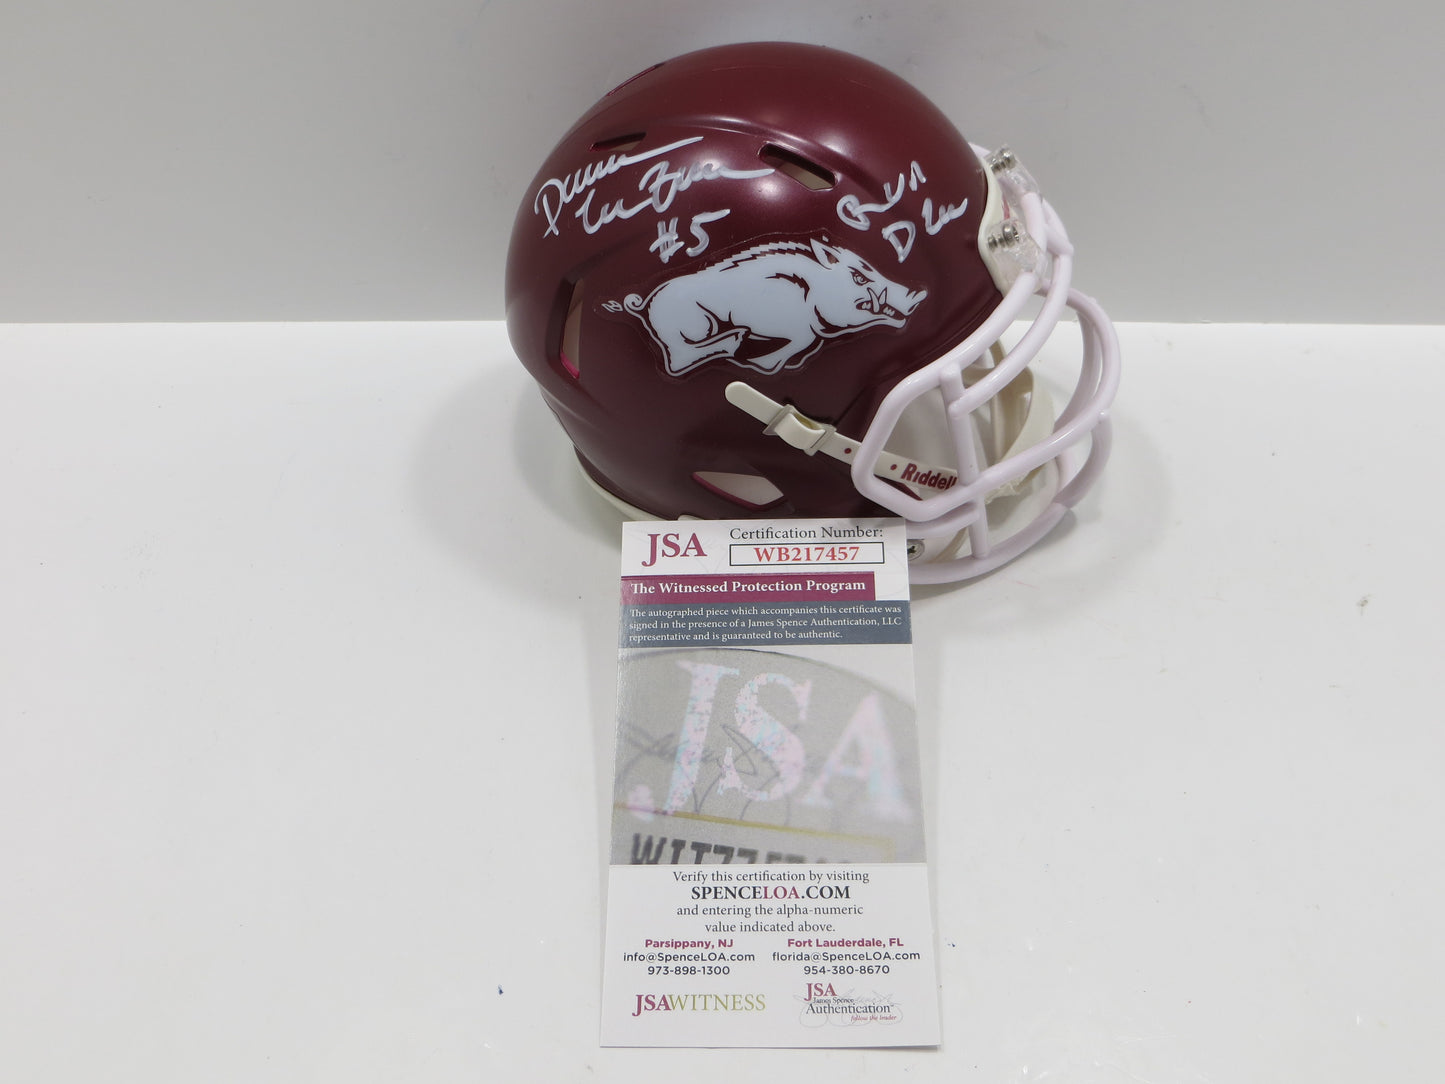 #5
Riddell
JSA
Certification Number:
WB217457
The Witnessed Protection Program
The autographed piece which accompanies this certificate was
signed in the presence of a James Spence Authentication, LLC
representative and is guaranteed to be authentic.
JSA
Verify this certification by visiting
SPENCELOA.COM
and entering the alpha-numeric
value indicated above.
Parsippany, NJ
info@SpenceLOA.com
973-898-1300
Fort Lauderdale, FL
florida@SpenceLOA.com
954-380-8670
JSAWITNESS
JSA
James Spence
Authentication
follow the leader